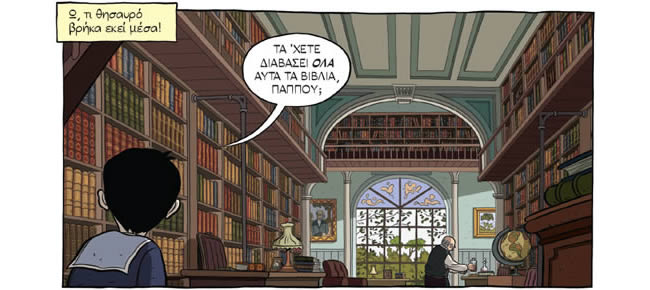 Ω, τι θησαυρό
βρήκα εκεί μέσα!
ΤΑ 'ΧΕΤΕ
ΔΙΑΒΑΣΕΙ ΟΛΑ
ΑΥΤΑ ΤΑ ΒΙΒΛΙΑ,
ΠΑΠΠΟΥ;